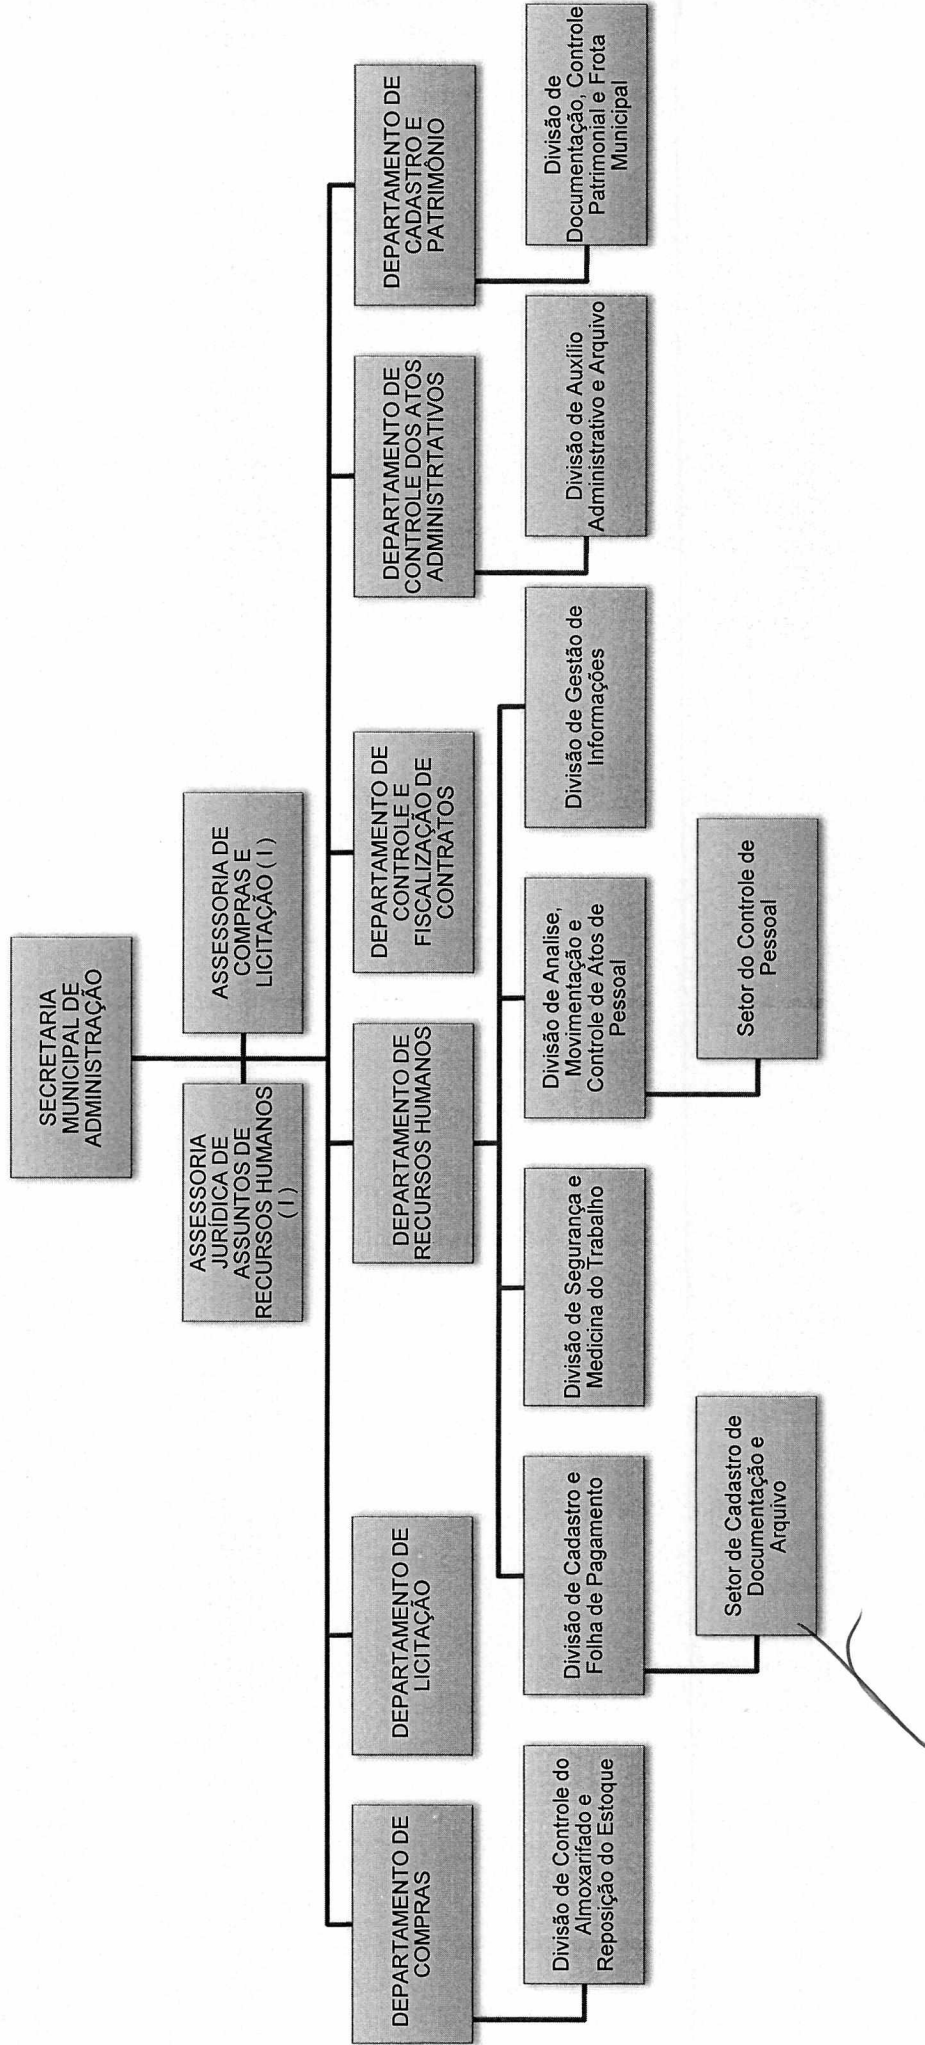 SECRETARIA
MUNICIPAL DE
ADMINISTRAÇÃO
ASSESSORIA
JURÍDICA DE
ASSUNTOS DE
RECURSOS HUMANOS
( I )
ASSESSORIA DE
COMPRAS E
LICITAÇÃO ( I )
DEPARTAMENTO DE
COMPRAS
DEPARTAMENTO DE
LICITAÇÃO
DEPARTAMENTO DE
RECURSOS HUMANOS
DEPARTAMENTO DE
CONTROLE E
FISCALIZAÇÃO DE
CONTRATOS
DEPARTAMENTO DE
CONTROLE DOS ATOS
ADMINISTRTATIVOS
DEPARTAMENTO DE
CADASTRO E
PATRIMÔNIO
Divisão de Controle do
Almoxarifado e
Reposição do Estoque
Divisão de Cadastro e
Folha de Pagamento
Divisão de Segurança e
Medicina do Trabalho
Divisão de Analise,
Movimentação e
Controle de Atos de
Pessoal
Divisão de Gestão de
Informações
Divisão de Auxílio
Administrativo e Arquivo
Divisão de
Documentação, Controle
Patrimonial e Frota
Municipal
Setor de Cadastro de
Documentação e
Arquivo
Setor do Controle de
Pessoal